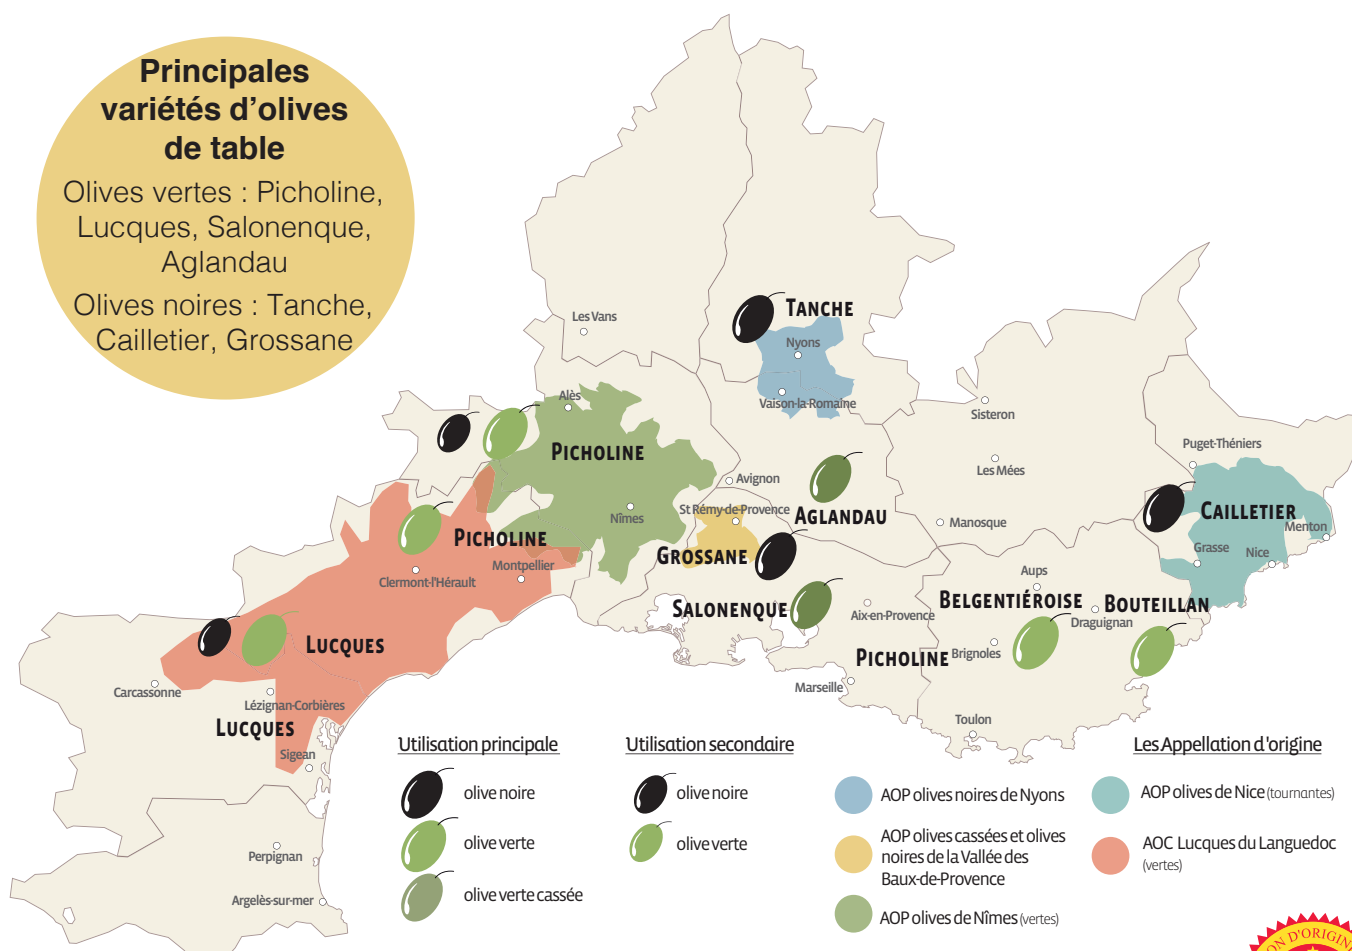 Principales
variétés d'olives
de table
Olives vertes : Picholine,
Lucques, Salonenque,
Aglandau
Olives noires : Tanche,
Cailletier, Grossane
Les Vans
TANCHE
Nyons
Vaison-la-Romaine
Alès
Sisteron
PICHOLINE
Puget-Théniers
Les Mées
Avignon
Nîmes
St Rémy-de-Provence
AGLANDAU
Manosque
CAILLETIER
Menton
PICHOLINE
Montpellier
Clermont-l'Hérault
GROSSANE
Grasse
Nice
Aups
SALONENQUE
Aix-en-Provence
BELGENTIÉROISE
BOUTEILLAN
Draguignan
LUCQUES
PICHOLINE
Brignoles
Carcassonne
Marseille
Lézignan-Corbières
LUCQUES
Toulon
Sigean
Perpignan
Argelès-sur-mer
Utilisation principale
olive noire
olive verte
olive verte cassée
Utilisation secondaire
olive noire
olive verte
Les Appellation d'origine
AOP olives noires de Nyons
AOP olives cassées et olives
noires de la Vallée des
Baux-de-Provence
AOP olives de Nîmes (vertes)
AOP olives de Nice (tournantes)
AOC Lucques du Languedoc
(vertes)
D'ORIGIN